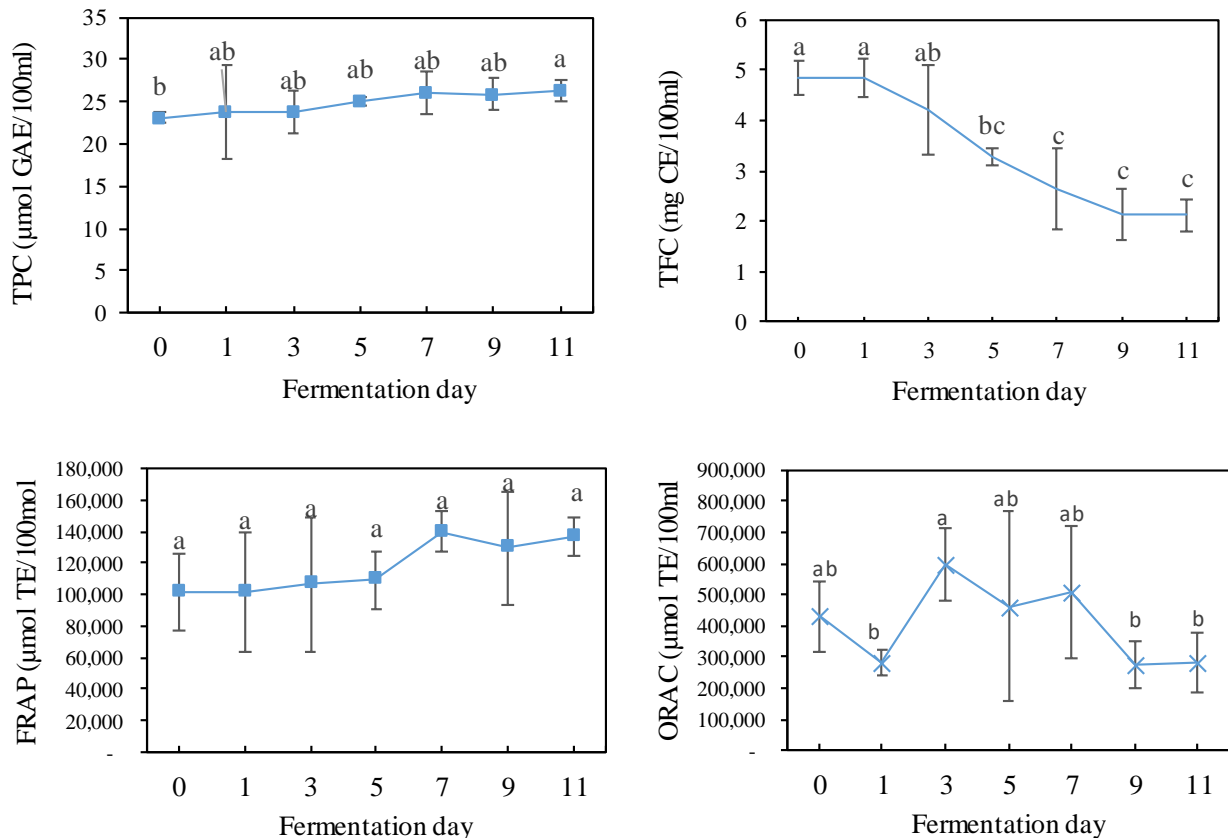 TPC (µmol GAE/100ml)
35
30
25
20
15
10
5
0
b
ab
ab
ab
ab
ab
a
0 1 3 5 7 9 11
Fermentation day
TFC (mg CE/100ml)
6
5
4
3
2
1
0
a
a
ab
bc
c
c
c
0 1 3 5 7 9 11
Fermentation day
FRAP (µmol TE/100mol
180,000
160,000
140,000
120,000
100,000
80,000
60,000
40,000
20,000
-
a
a
a
a
a
a
a
0 1 3 5 7 9 11
Fermentation day
ORAC (µmol TE/100ml
900,000
800,000
700,000
600,000
500,000
400,000
300,000
200,000
100,000
-
ab
b
a
ab
ab
b
b
0 1 3 5 7 9 11
Fermentation day